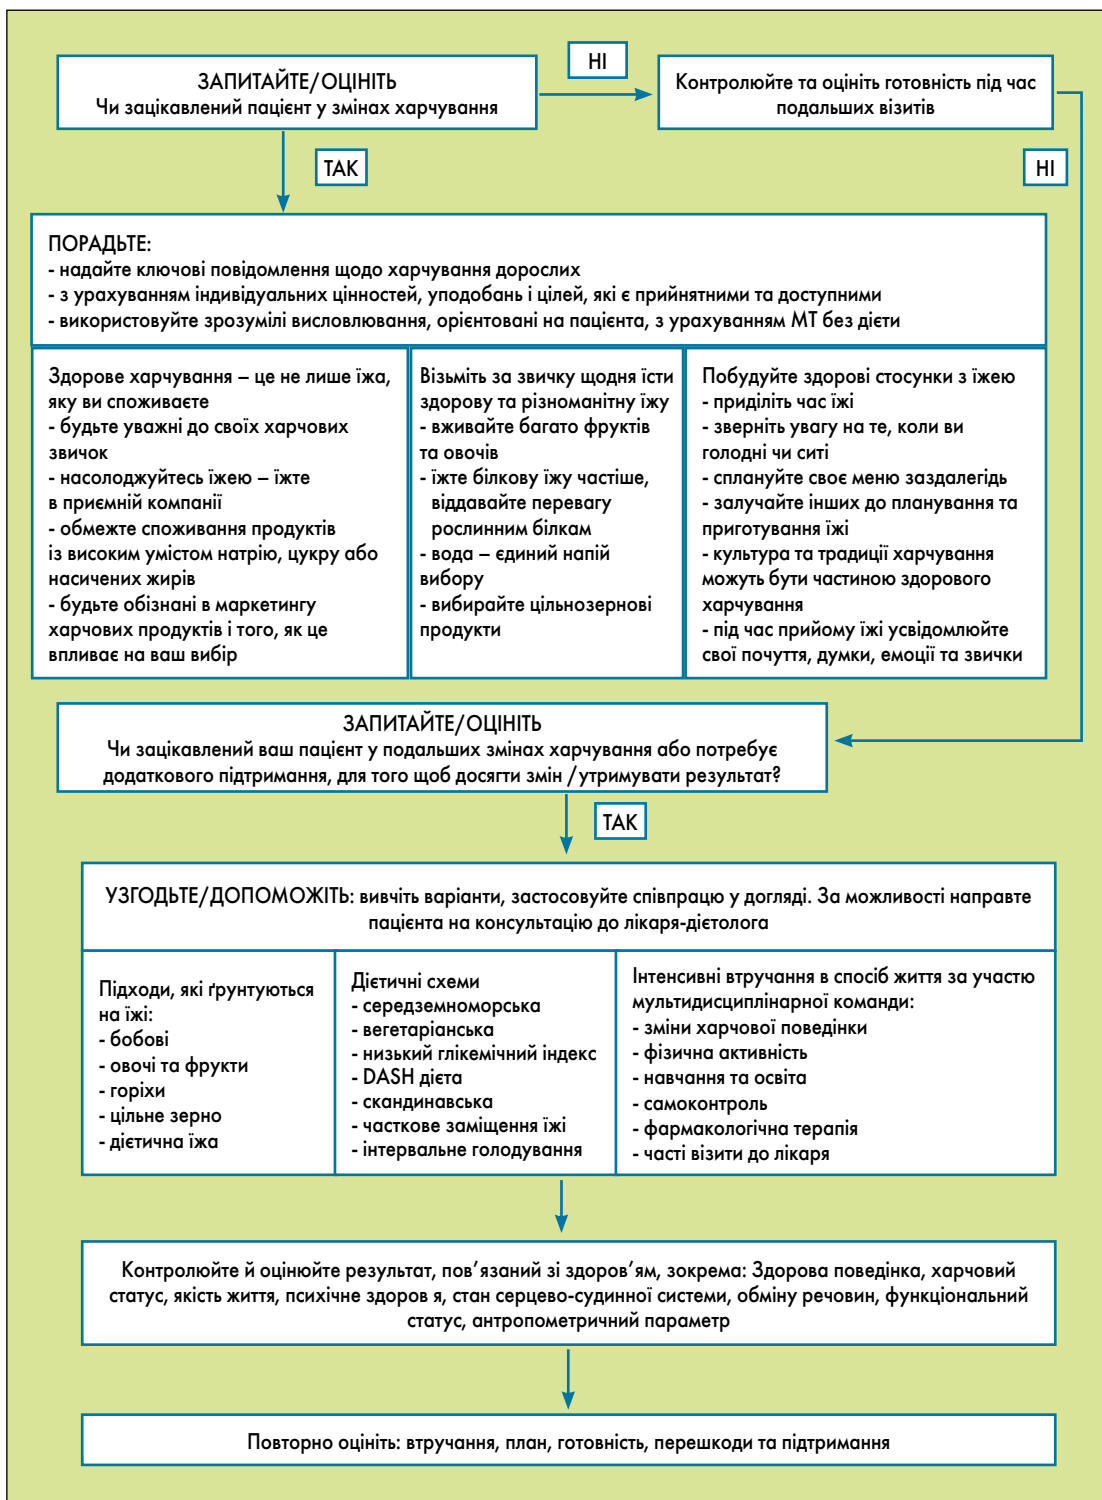 ЗАПИТАЙТЕ/ОЦІНІТЬ
Чи зацікавлений пацієнт у змінах харчування
НІ
Контролюйте та оцініть готовність під час
подальших візитів
ТАК
НІ
ПОРАДЬТЕ:
- надайте ключові повідомлення щодо харчування дорослих
- з урахуванням індивідуальних цінностей, уподобань і цілей, які є прийнятними та доступними
- використовуйте зрозумілі висловлювання, орієнтовані на пацієнта, з урахуванням МТ без дієти
Здорове харчування – це не лише їжа,
яку ви споживаєте
- будьте уважні до своїх харчових
звичок
- насолоджуйтесь їжею – їжте
в приємній компанії
- обмежте споживання продуктів
із високим умістом натрію, цукру або
насичених жирів
- будьте обізнані в маркетингу
харчових продуктів і того, як це
впливає на ваш вибір
Візьміть за звичку щодня їсти
здорову та різноманітну їжу
- вживайте багато фруктів
та овочів
- їжте білкову їжу частіше,
віддавайте перевагу
рослинним білкам
- вода – єдиний напій
вибору
- вибирайте цільнозернові
продукти
Побудуйте здорові стосунки з їжею
- приділіть час їжі
- зверніть увагу на те, коли ви
голодні чи ситі
- сплануйте своє меню заздалегідь
- залучайте інших до планування та
приготування їжі
- культура та традиції харчування
можуть бути частиною здорового
харчування
- під час прийому їжі усвідомлюйте
свої почуття, думки, емоції та звички
ЗАПИТАЙТЕ/ОЦІНІТЬ
Чи зацікавлений ваш пацієнт у подальших змінах харчування або потребує
додаткового підтримання, для того щоб досягти змін /утримувати результат?
ТАК
УЗГОДЬТЕ/ДОПОМОЖІТЬ: вивчіть варіанти, застосовуйте співпрацю у догляді. За можливості направте
пацієнта на консультацію до лікаря-дієтолога
Підходи, які ґрунтуються
на їжі:
- бобові
- овочі та фрукти
- горіхи
- цільне зерно
- дієтична їжа
Дієтичні схеми
- середземноморська
- вегетаріанська
- низький глікемічний індекс
- DASH дієта
- скандинавська
- часткове заміщення їжі
- інтервальне голодування
Інтенсивні втручання в спосіб життя за участю
мультидисциплінарної команди:
- зміни харчової поведінки
- фізична активність
- навчання та освіта
- самоконтроль
- фармакологічна терапія
- часті візити до лікаря
Контролюйте й оцінюйте результат, пов’язаний зі здоров’ям, зокрема: Здорова поведінка, харчовий
статус, якість життя, психічне здоров я, стан серцево-судинної системи, обміну речовин, функціональний
статус, антропометричний параметр
Повторно оцініть: втручання, план, готовність, перешкоди та підтримання